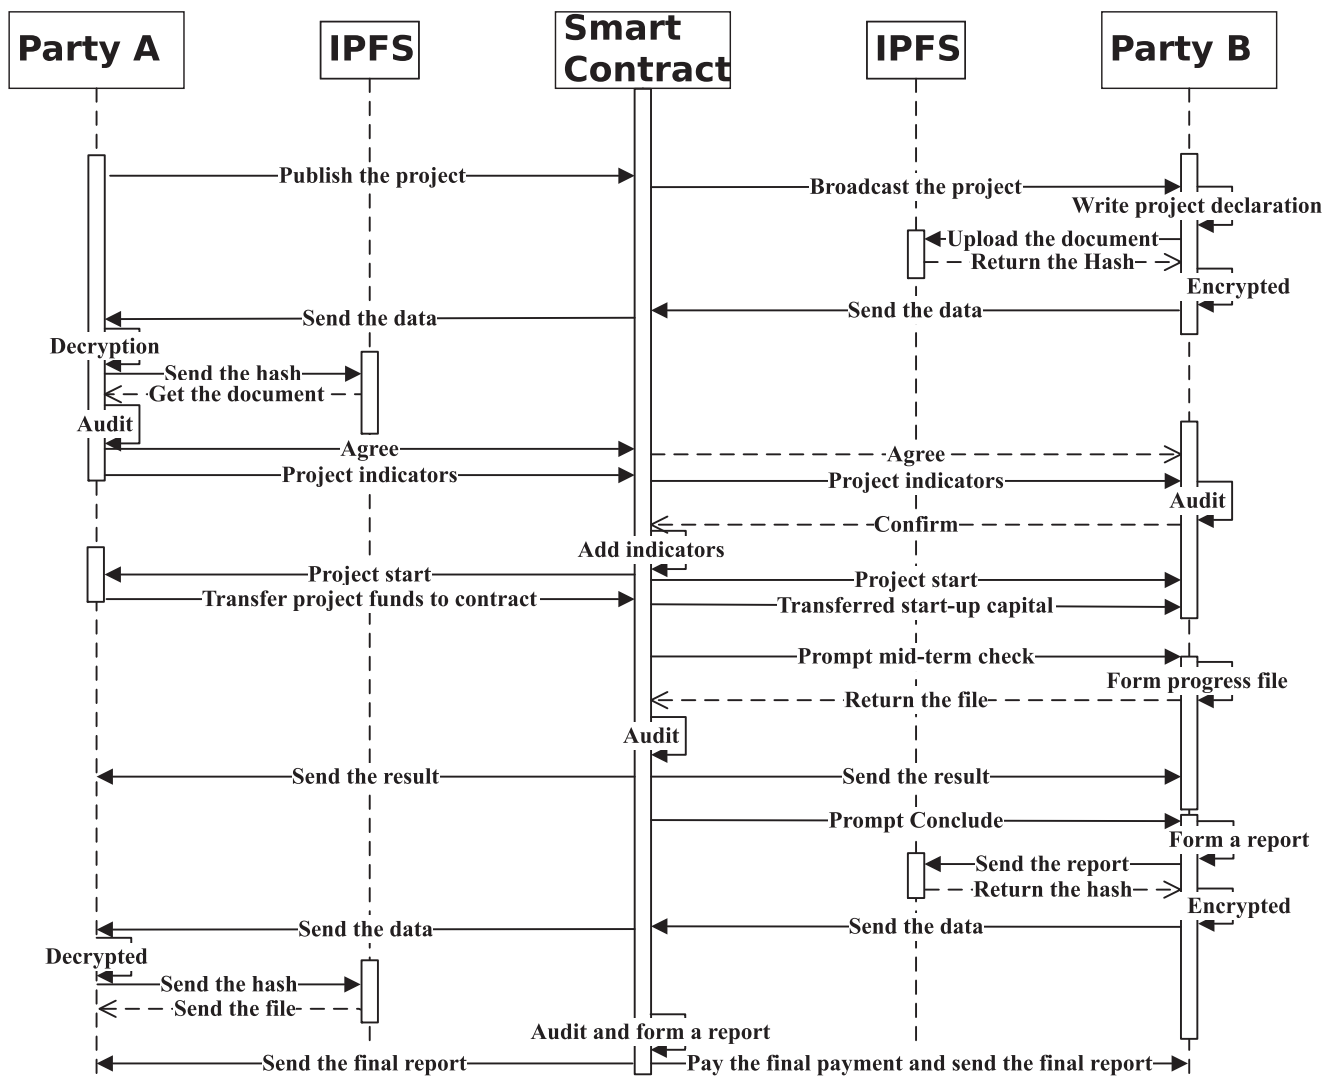 Party A
IPFS
Smart
Contract
IPFS
Party B
Publish the project
Broadcast the project
Write project declaration
Upload the document
Return the Hash
Encrypted
Send the data
Send the data
Decryption
Send the hash
Get the document
Audit
Agree
Agree
Project indicators
Project indicators
Audit
Confirm
Add indicators
Project start
Project start
Transfer project funds to contract
Transferred start-up capital
Prompt mid-term check
Form progress file
Return the file
Audit
Send the result
Send the result
Prompt Conclude
Form a report
Send the report
Return the hash
Encrypted
Send the data
Send the data
Decrypted
Send the hash
Send the file
Audit and form a report
Send the final report
Pay the final payment and send the final report